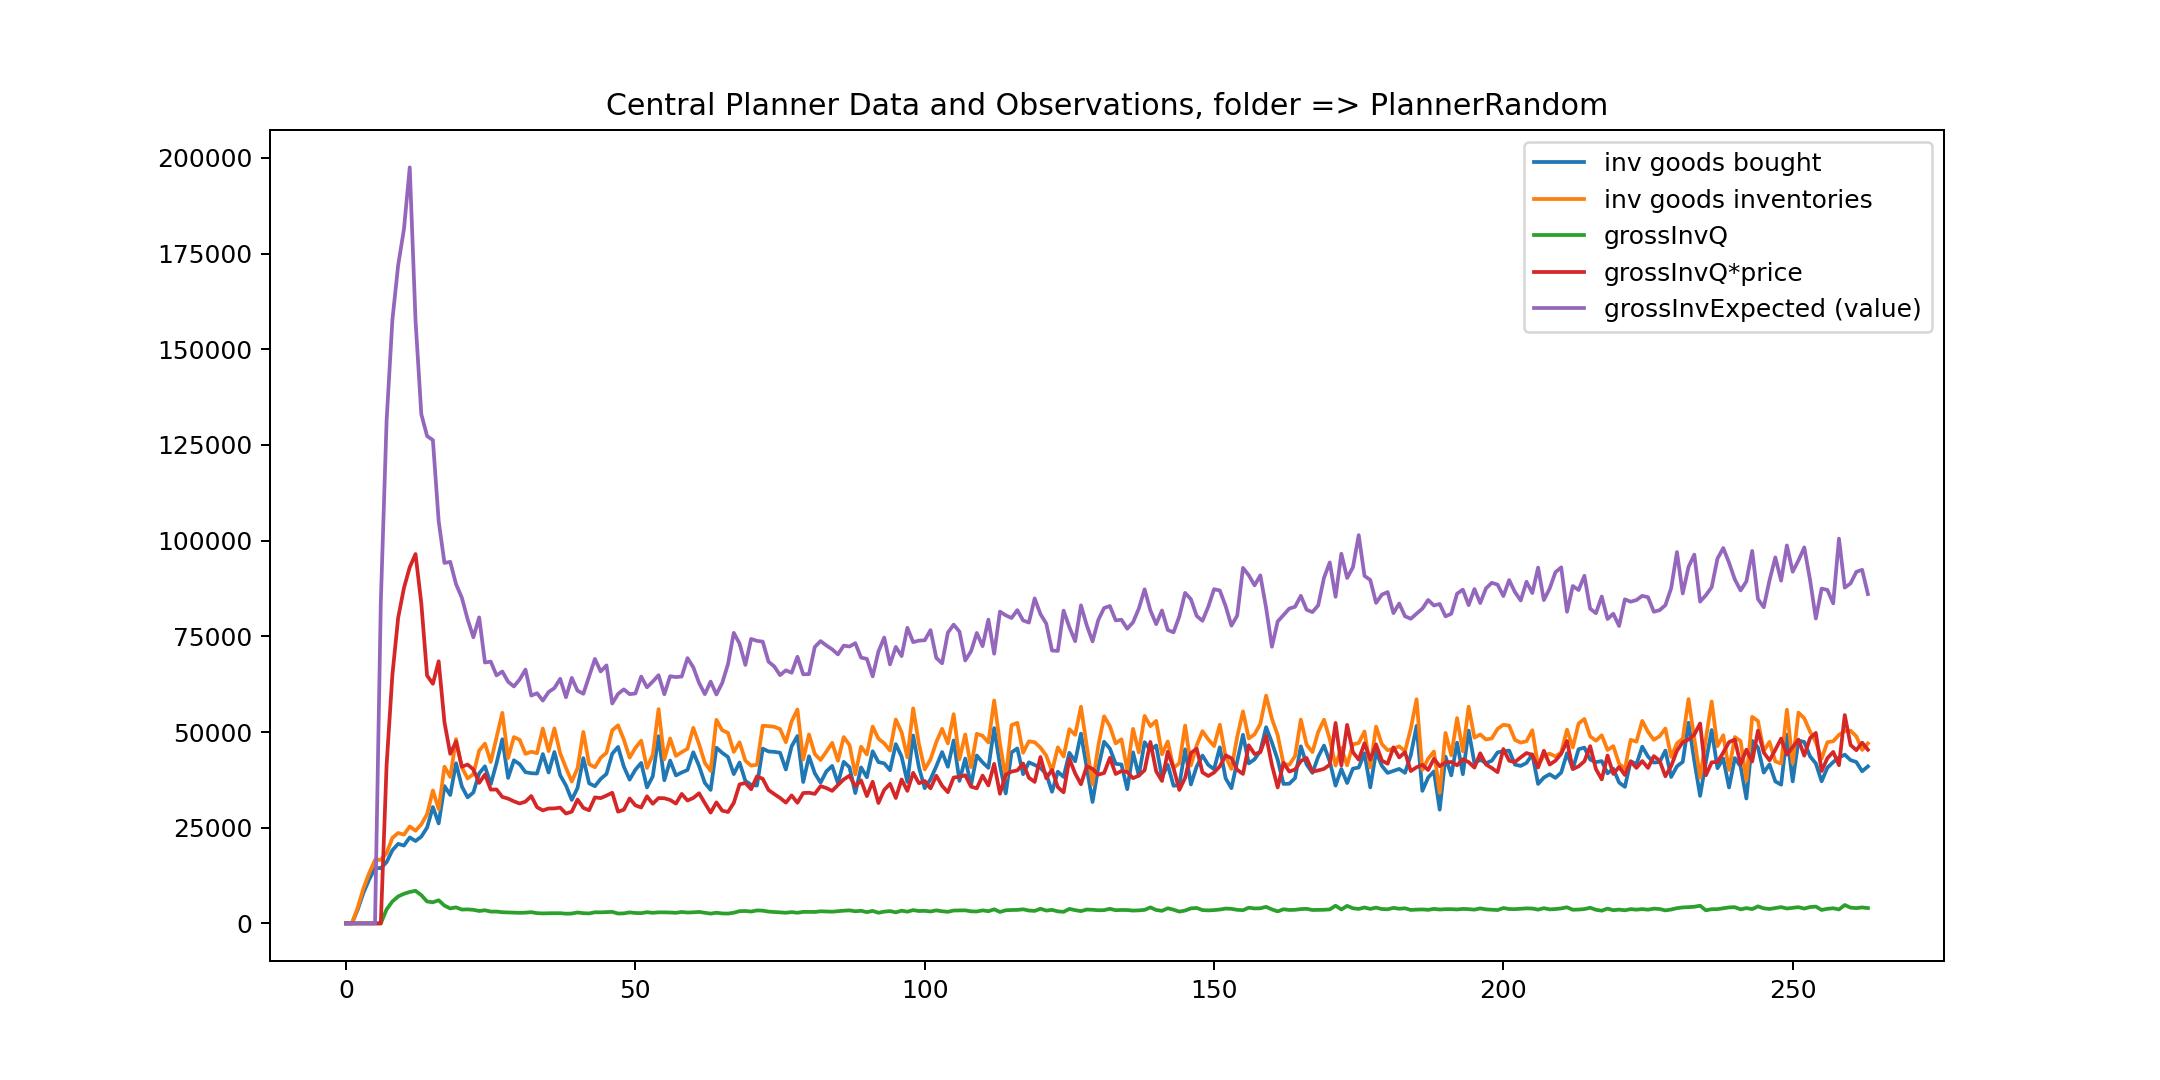 Central Planner Data and Observations, folder => PlannerRandom
200000
175000
150000
125000
100000
75000
50000
25000
0
inv goods bought
inv goods inventories
grossInvQ
grossInvQ*price
grossInvExpected (value)
0 50 100 150 200 250